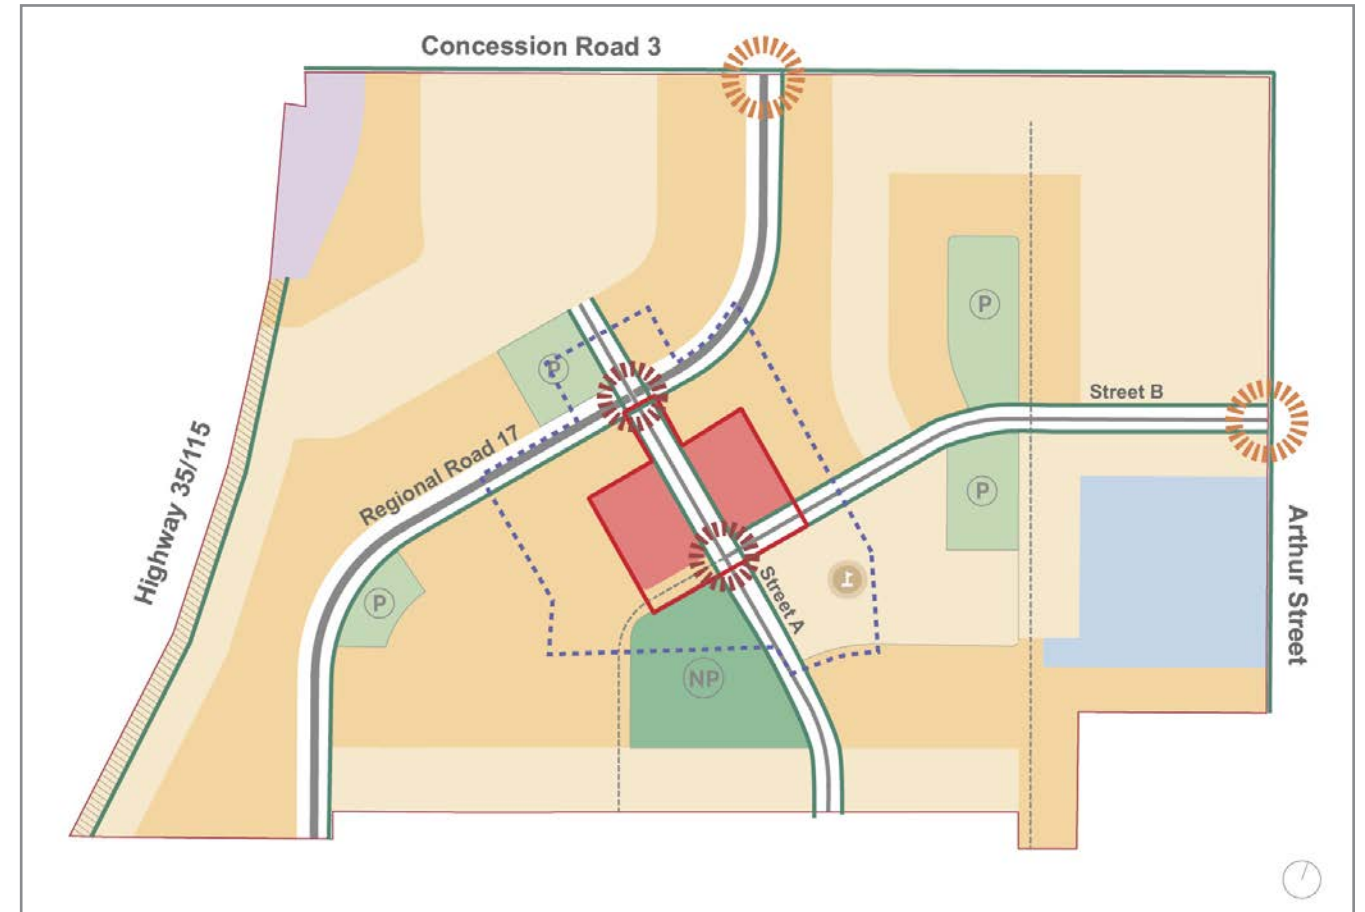 Concession Road 3
P
Street B
P
Highway 35/115
Regional Road 17
P
Arthur Street
Street A
P
NP